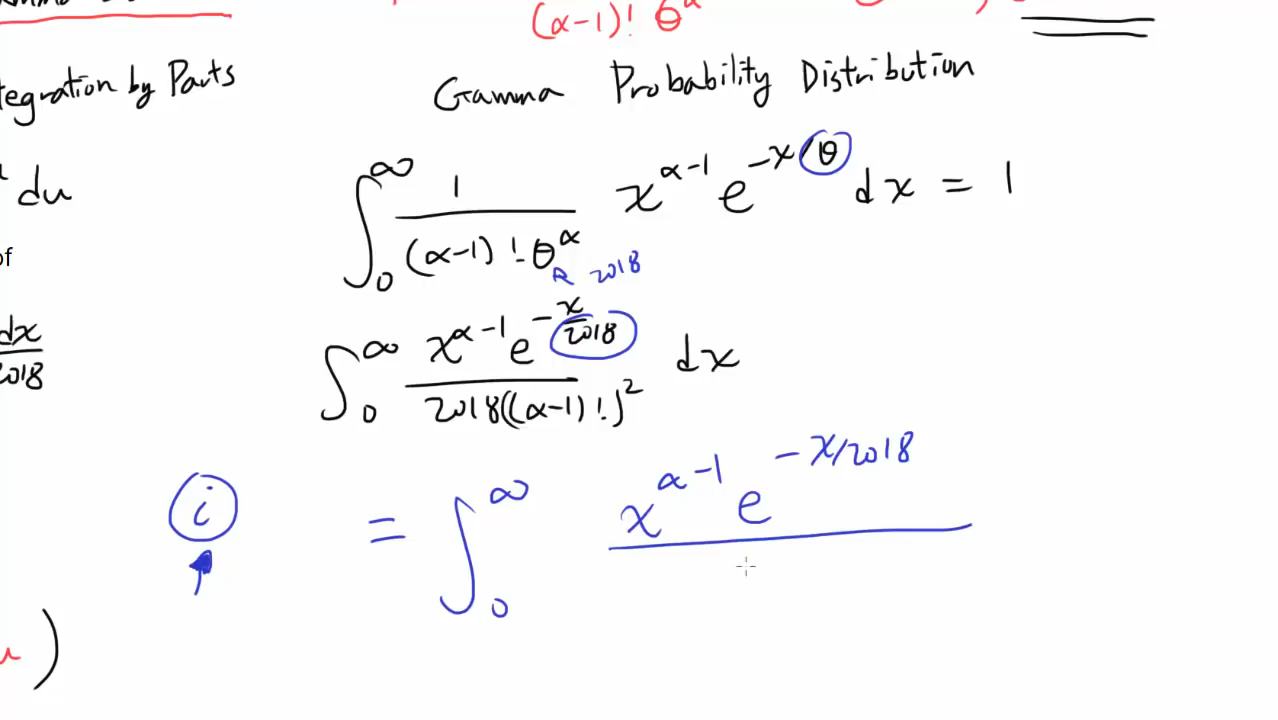 (α-1)! θ^α
tegration by Parts
Gamma Probability Distribution
du
∫_0^∞ 1/((α-1)! θ^α) x^(α-1) e^(-x/θ) dx = 1
of
R 2018
dx/2018
∫_0^∞ x^(α-1) e^(-x/2018) / (2018((α-1)!)^2) dx
i = ∫_0^∞ x^(α-1) e^(-x/2018)
)